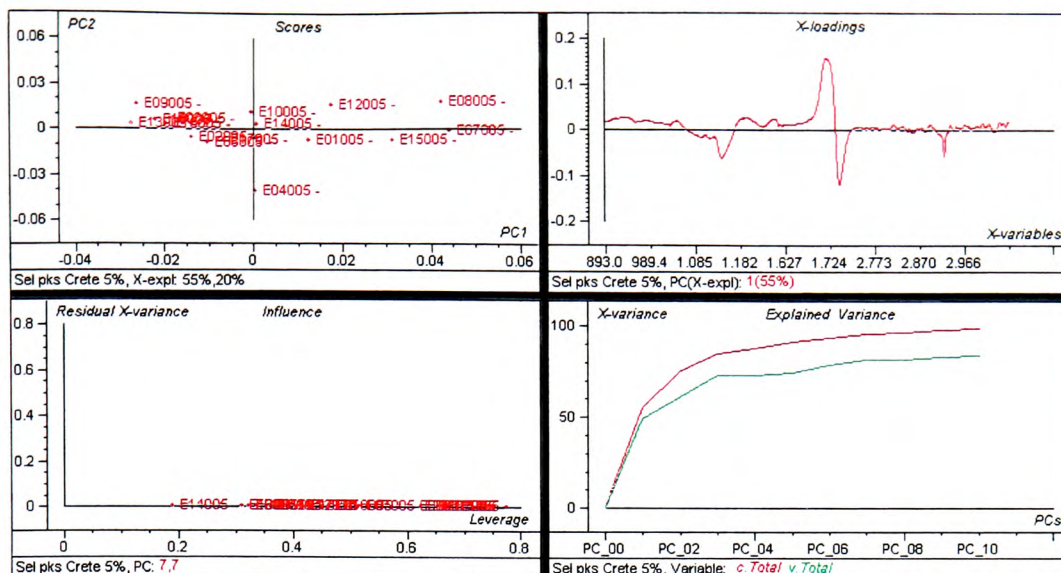 PC2 Scores
0.06
0.03
0
-0.03
-0.06
E09005 -
E10005 -
E12005 -
E08005 -
E14005 -
E07005 -
E01005 -
E15005 -
E04005 -
PC1
-0.04 -0.02 0 0.02 0.04 0.06
Sel pks Crete 5%, X-expl: 55%,20%
X-loadings
0.2
0.1
0
-0.1
-0.2
X-variables
893.0 989.4 1.085 1.182 1.627 1.724 2.773 2.870 2.966
Sel pks Crete 5%, PC(X-expl): 1(55%)
Residual X-variance Influence
0.8
0.6
0.4
0.2
0
E14005
Leverage
0 0.2 0.4 0.6 0.8
Sel pks Crete 5%, PC: 7,7
X-variance Explained Variance
100
50
0
PCs
PC_00 PC_02 PC_04 PC_06 PC_08 PC_10
Sel pks Crete 5%, Variable: c.Total v.Total